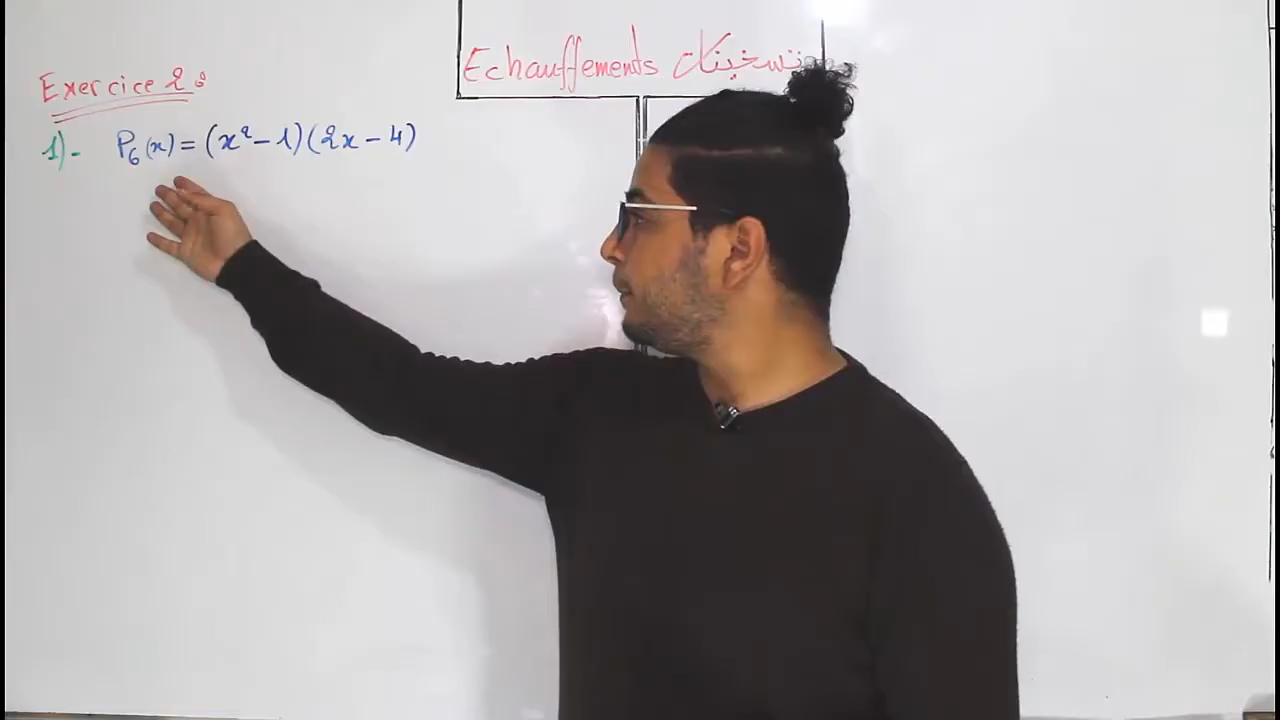 Echauffements تسخينات
Exercice 2 :
1)- P₆(x) = (x² - 1)(2x - 4)